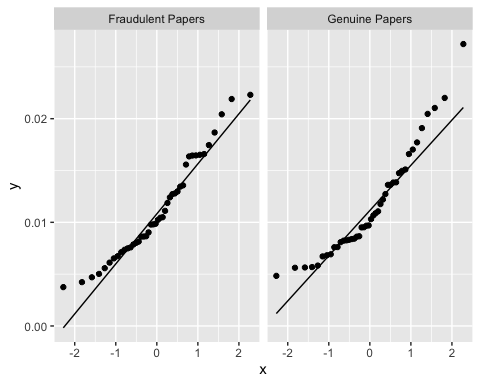 Fraudulent Papers Genuine Papers
0.02
y
0.01
0.00
-2 -1 0 1 2 -2 -1 0 1 2
x